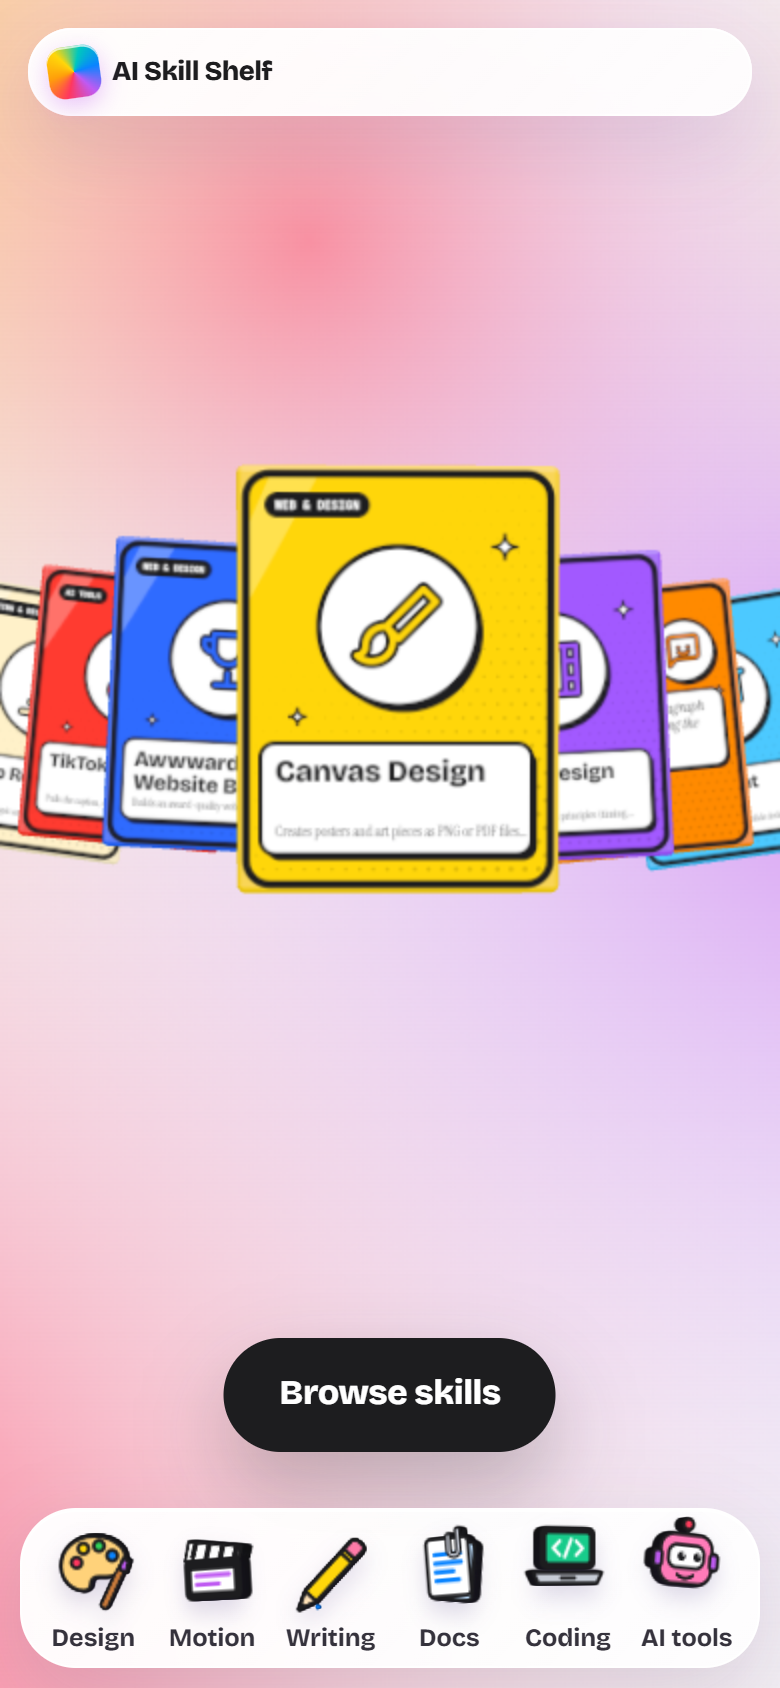 AI Skill Shelf
WEB & DESIGN
AI TOOLS
WEB & DESIGN
TikTok
Awwward
Website B
Canvas Design
Creates posters and art pieces as PNG or PDF files...
esign
Browse skills
Design
Motion
Writing
Docs
Coding
AI tools